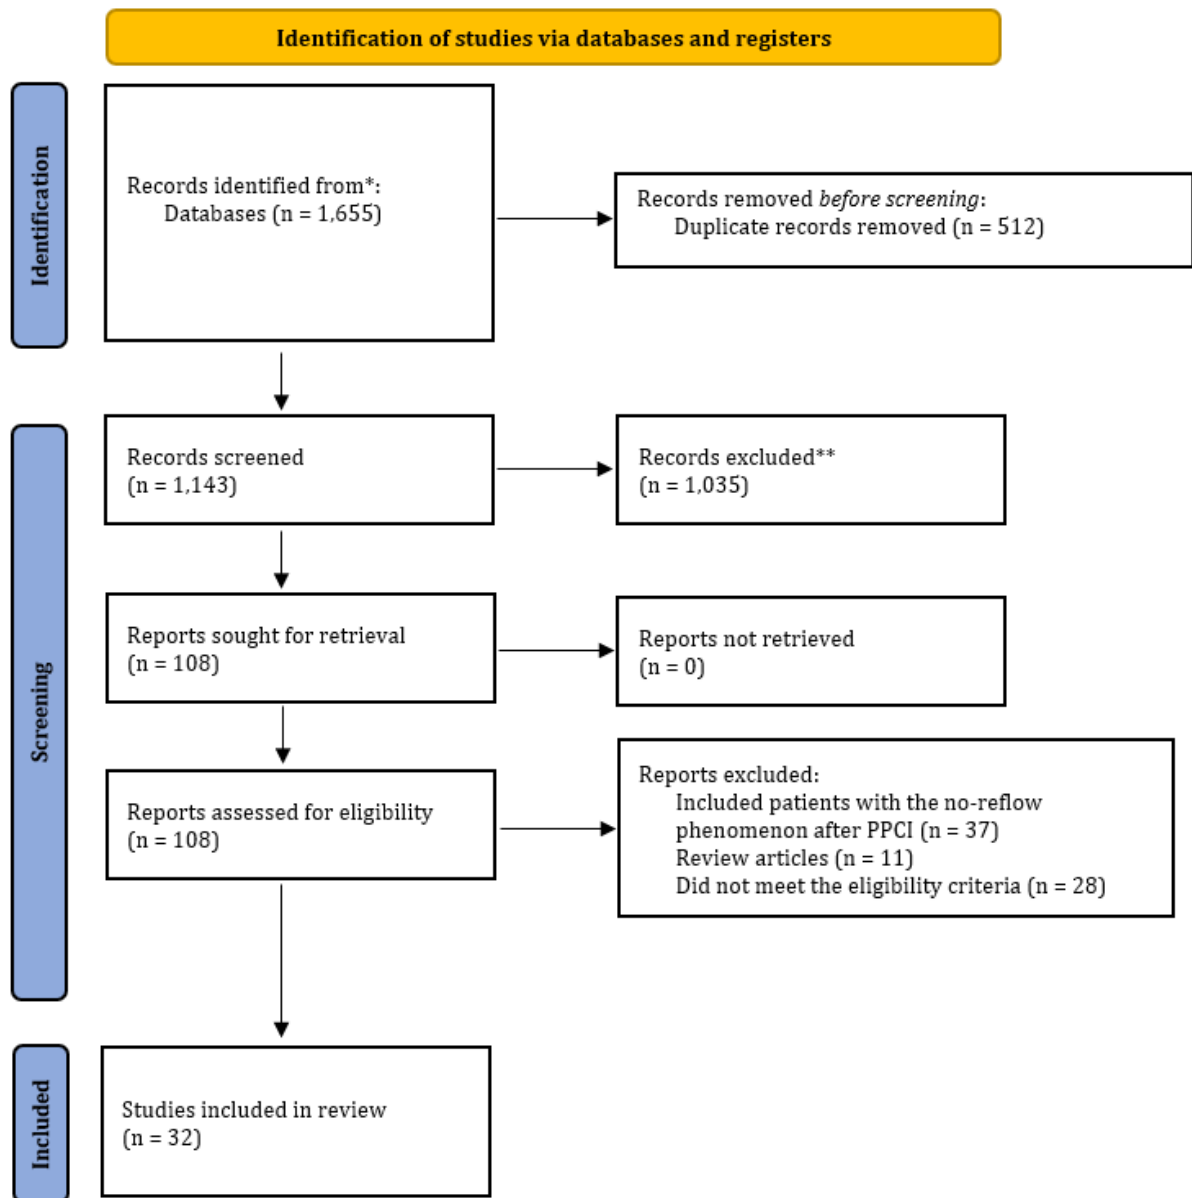 Identification of studies via databases and registers
Identification
Records identified from*:
Databases (n = 1,655)
Records removed before screening:
Duplicate records removed (n = 512)
Screening
Records screened
(n = 1,143)
Records excluded**
(n = 1,035)
Reports sought for retrieval
(n = 108)
Reports not retrieved
(n = 0)
Reports assessed for eligibility
(n = 108)
Reports excluded:
Included patients with the no-reflow
phenomenon after PPCI (n = 37)
Review articles (n = 11)
Did not meet the eligibility criteria (n = 28)
Included
Studies included in review
(n = 32)